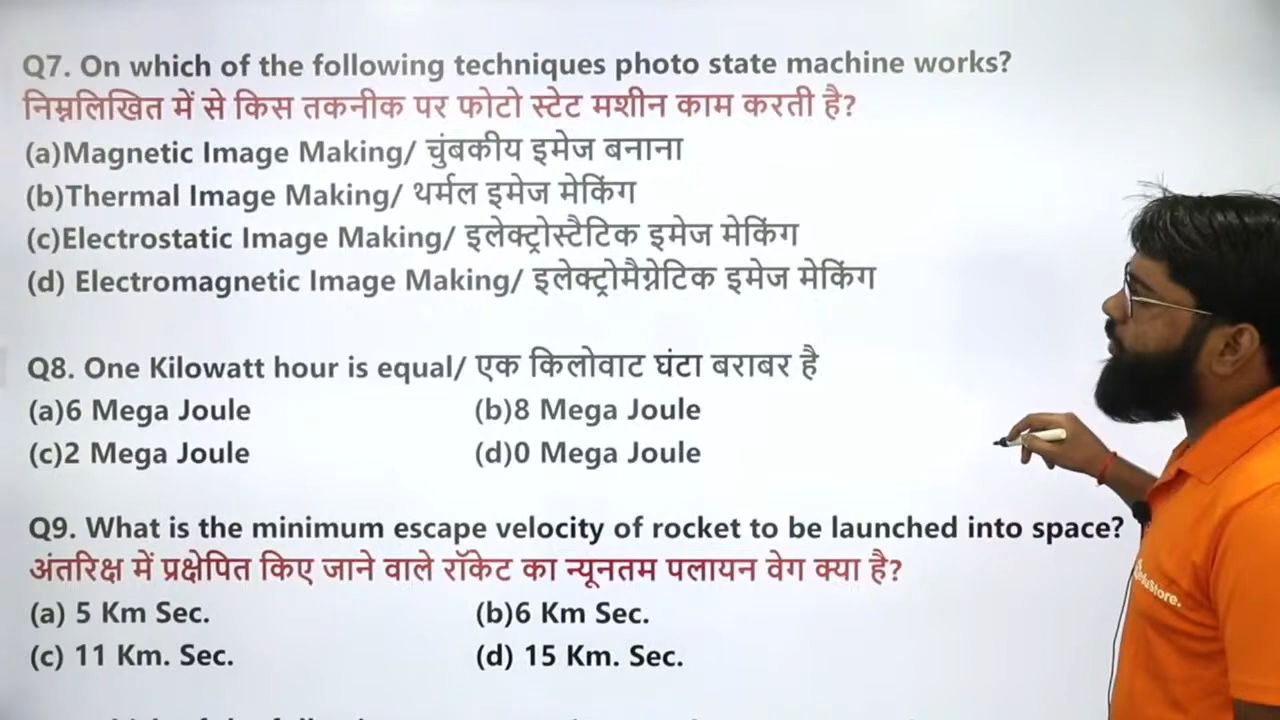 Q7. On which of the following techniques photo state machine works?
निम्नलिखित में से किस तकनीक पर फोटो स्टेट मशीन काम करती है?
(a)Magnetic Image Making/ चुंबकीय इमेज बनाना
(b)Thermal Image Making/ थर्मल इमेज मेकिंग
(c)Electrostatic Image Making/ इलेक्ट्रोस्टैटिक इमेज मेकिंग
(d) Electromagnetic Image Making/ इलेक्ट्रोमैग्नेटिक इमेज मेकिंग
Q8. One Kilowatt hour is equal/ एक किलोवाट घंटा बराबर है
(a)6 Mega Joule (b)8 Mega Joule
(c)2 Mega Joule (d)0 Mega Joule
Q9. What is the minimum escape velocity of rocket to be launched into space?
अंतरिक्ष में प्रक्षेपित किए जाने वाले रॉकेट का न्यूनतम पलायन वेग क्या है?
(a) 5 Km Sec. (b)6 Km Sec.
(c) 11 Km. Sec. (d) 15 Km. Sec.